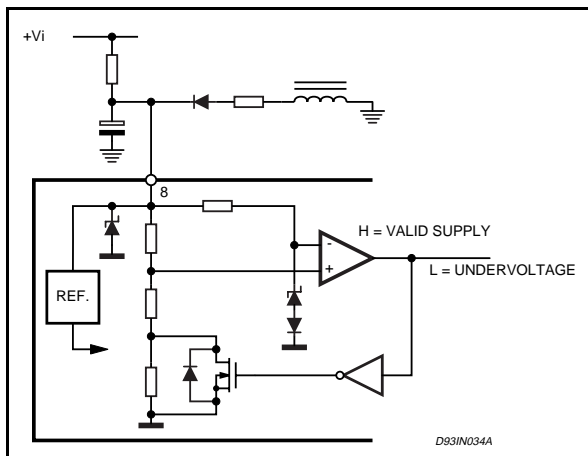 +Vi
8
H = VALID SUPPLY
-
+
L = UNDERVOLTAGE
REF.
D93IN034A